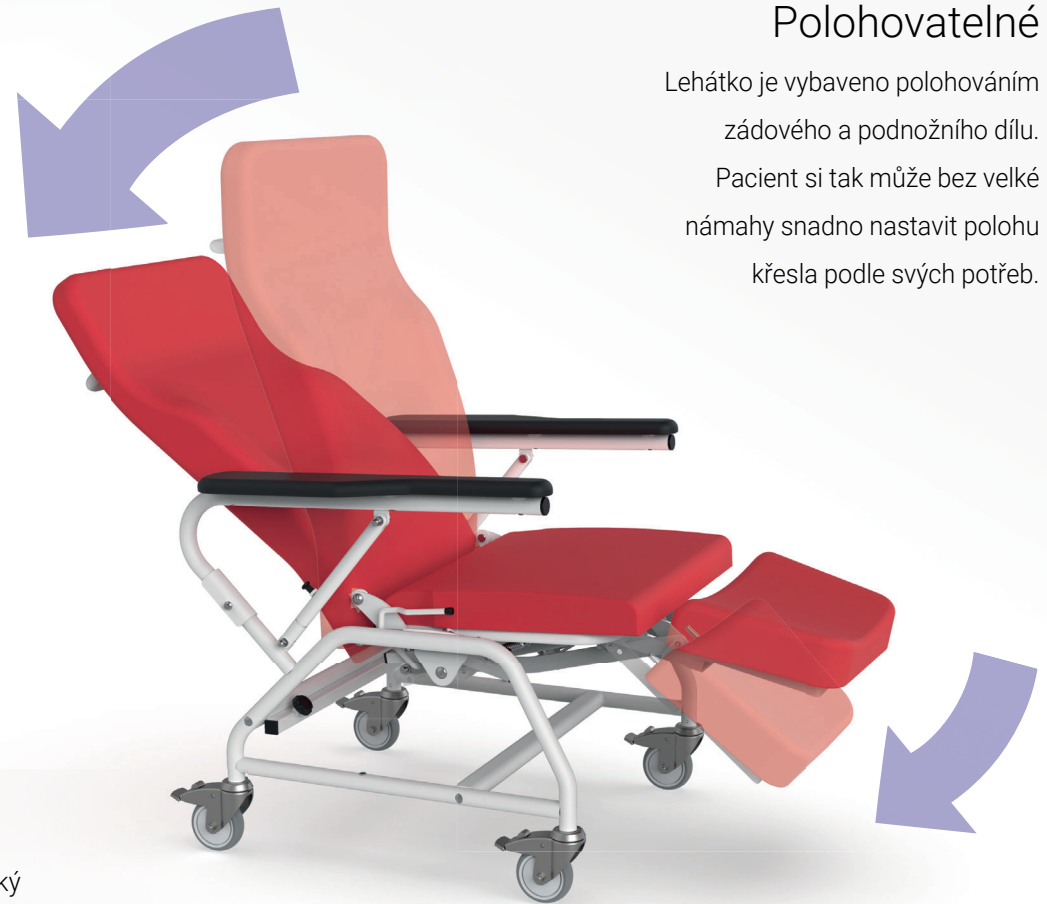 Polohovatelné
Lehátko je vybaveno polohováním
zádového a podnožního dílu.
Pacient si tak může bez velké
námahy snadno nastavit polohu
křesla podle svých potřeb.
ký